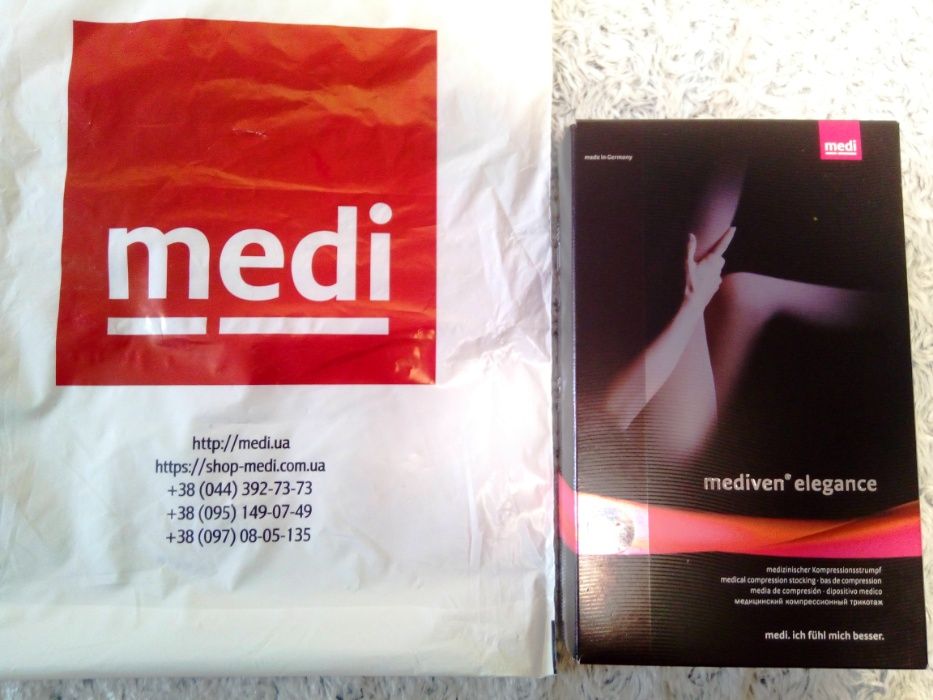 medi
http://medi.ua
https://shop-medi.com.ua
+38 (044) 392-73-73
+38 (095) 149-07-49
+38 (097) 08-05-135
made in Germany
medi
mediven® elegance
medizinischer Kompressionsstrumpf
medical compression stocking · bas de compression
media de compresión · dipositivo medico
медицинский компрессионный трикотаж
medi. ich fühl mich besser.